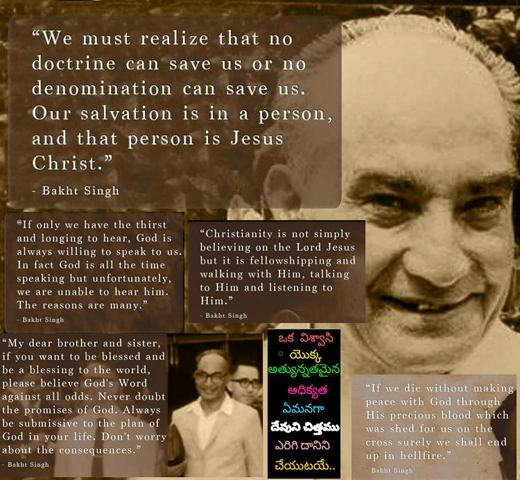 “We must realize that no
doctrine can save us or no
denomination can save us.
Our salvation is in a person,
and that person is Jesus
Christ.”
- Bakht Singh
“If only we have the thirst
and longing to hear, God is
always willing to speak to us.
In fact God is all the time
speaking but unfortunately,
we are unable to hear him.
The reasons are many.”
- Bakht Singh
“Christianity is not simply
believing on the Lord Jesus
but it is fellowshipping and
walking with Him, talking
to Him and listening to
Him.”
- Bakht Singh
“My dear brother and sister,
if you want to be blessed and
be a blessing to the world,
please believe God's Word
against all odds. Never doubt
the promises of God. Always
be submissive to the plan of
God in your life. Don't worry
about the consequences.”
- Bakht Singh
ఒక విశ్వాసి
యొక్క
అత్యున్నతమైన
ఆధిక్యత
ఏమనగా
దేవుని చిత్తము
ఎరిగి దానిని
చేయుటయే..
“If we die without making
peace with God through
His precious blood which
was shed for us on the
cross surely we shall end
up in hellfire.”
- Bakht Singh